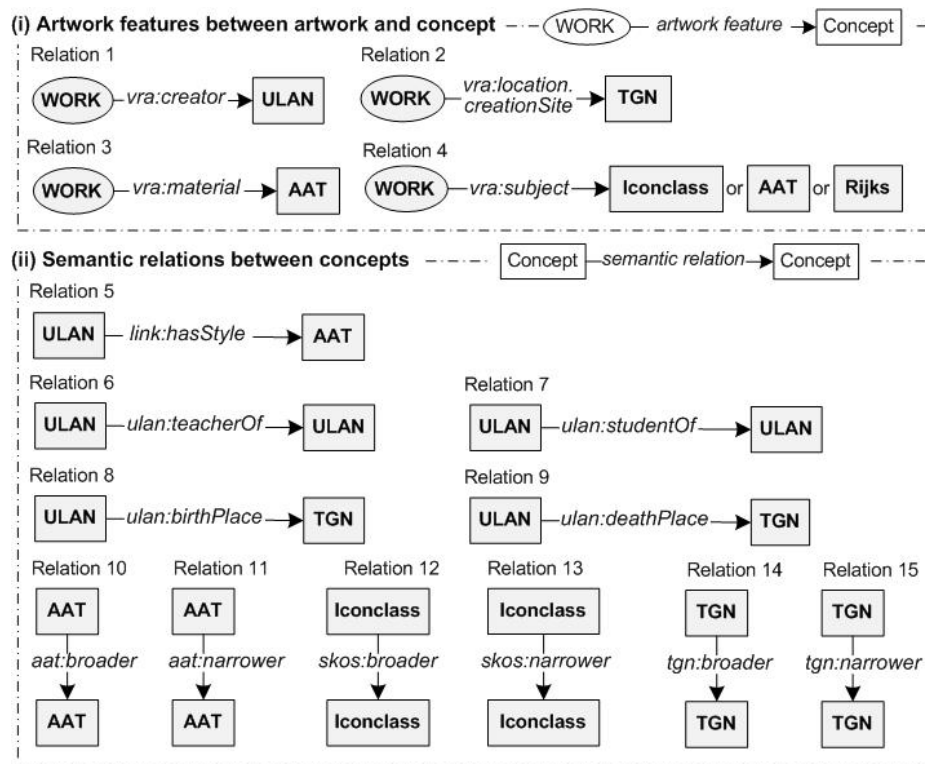 (i) Artwork features between artwork and concept
WORK artwork feature Concept
Relation 1
WORK vra:creator ULAN
Relation 2
WORK vra:location.
creationSite TGN
Relation 3
WORK vra:material AAT
Relation 4
WORK vra:subject Iconclass or AAT or Rijks
(ii) Semantic relations between concepts
Concept semantic relation Concept
Relation 5
ULAN link:hasStyle AAT
Relation 6
ULAN ulan:teacherOf ULAN
Relation 7
ULAN ulan:studentOf ULAN
Relation 8
ULAN ulan:birthPlace TGN
Relation 9
ULAN ulan:deathPlace TGN
Relation 10
AAT
aat:broader
AAT
Relation 11
AAT
aat:narrower
AAT
Relation 12
Iconclass
skos:broader
Iconclass
Relation 13
Iconclass
skos:narrower
Iconclass
Relation 14
TGN
tgn:broader
TGN
Relation 15
TGN
tgn:narrower
TGN